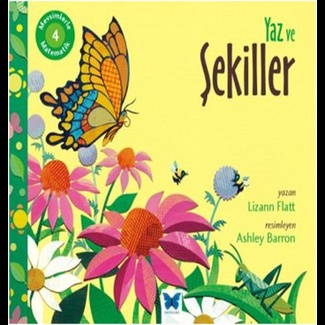 Mevsimlerle
4
Matematik
Yaz ve
Şekiller
yazan
Lizann Flatt
resimleyen
Ashley Barron